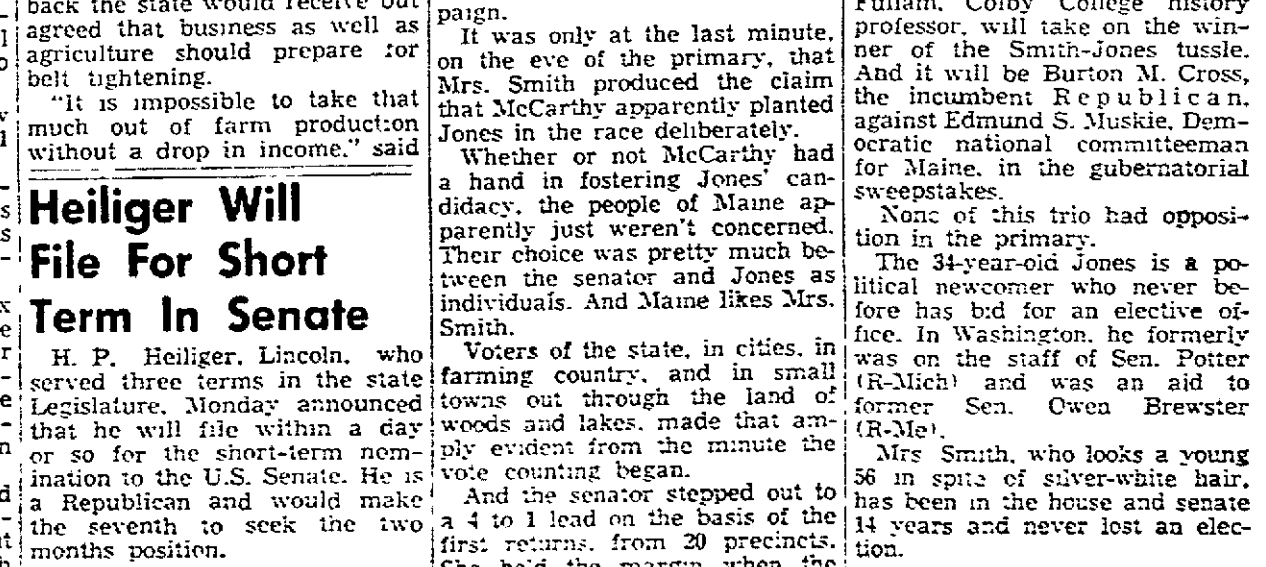 back the state would receive but
agreed that business as well as
agriculture should prepare for
belt tightening.
"It is impossible to take that
much out of farm production
without a drop in income." said
Heiliger Will
File For Short
Term In Senate
H. P. Heiliger, Lincoln, who
served three terms in the state
Legislature, Monday announced
that he will file within a day
or so for the short-term nom-
ination to the U.S. Senate. He is
a Republican and would make
the seventh to seek the two
months position.
paign.
It was only at the last minute,
on the eve of the primary, that
Mrs. Smith produced the claim
that McCarthy apparently planted
Jones in the race deliberately.
Whether or not McCarthy had
a hand in fostering Jones' can-
didacy, the people of Maine ap-
parently just weren't concerned.
Their choice was pretty much be-
tween the senator and Jones as
individuals. And Maine likes Mrs.
Smith.
Voters of the state, in cities, in
farming country, and in small
towns out through the land of
woods and lakes, made that am-
ply evident from the minute the
vote counting began.
And the senator stepped out to
a 4 to 1 lead on the basis of the
first returns, from 20 precincts.
She held the margin when the
Fullam, Colby College history
professor, will take on the win-
ner of the Smith-Jones tussle.
And it will be Burton M. Cross,
the incumbent Republican,
against Edmund S. Muskie, Dem-
ocratic national committeeman
for Maine, in the gubernatorial
sweepstakes.
None of this trio had opposi-
tion in the primary.
The 34-year-old Jones is a po-
litical newcomer who never be-
fore has bid for an elective of-
fice. In Washington, he formerly
was on the staff of Sen. Potter
(R-Mich) and was an aid to
former Sen. Owen Brewster
(R-Me).
Mrs Smith, who looks a young
56 in spite of silver-white hair,
has been in the house and senate
14 years and never lost an elec-
tion.